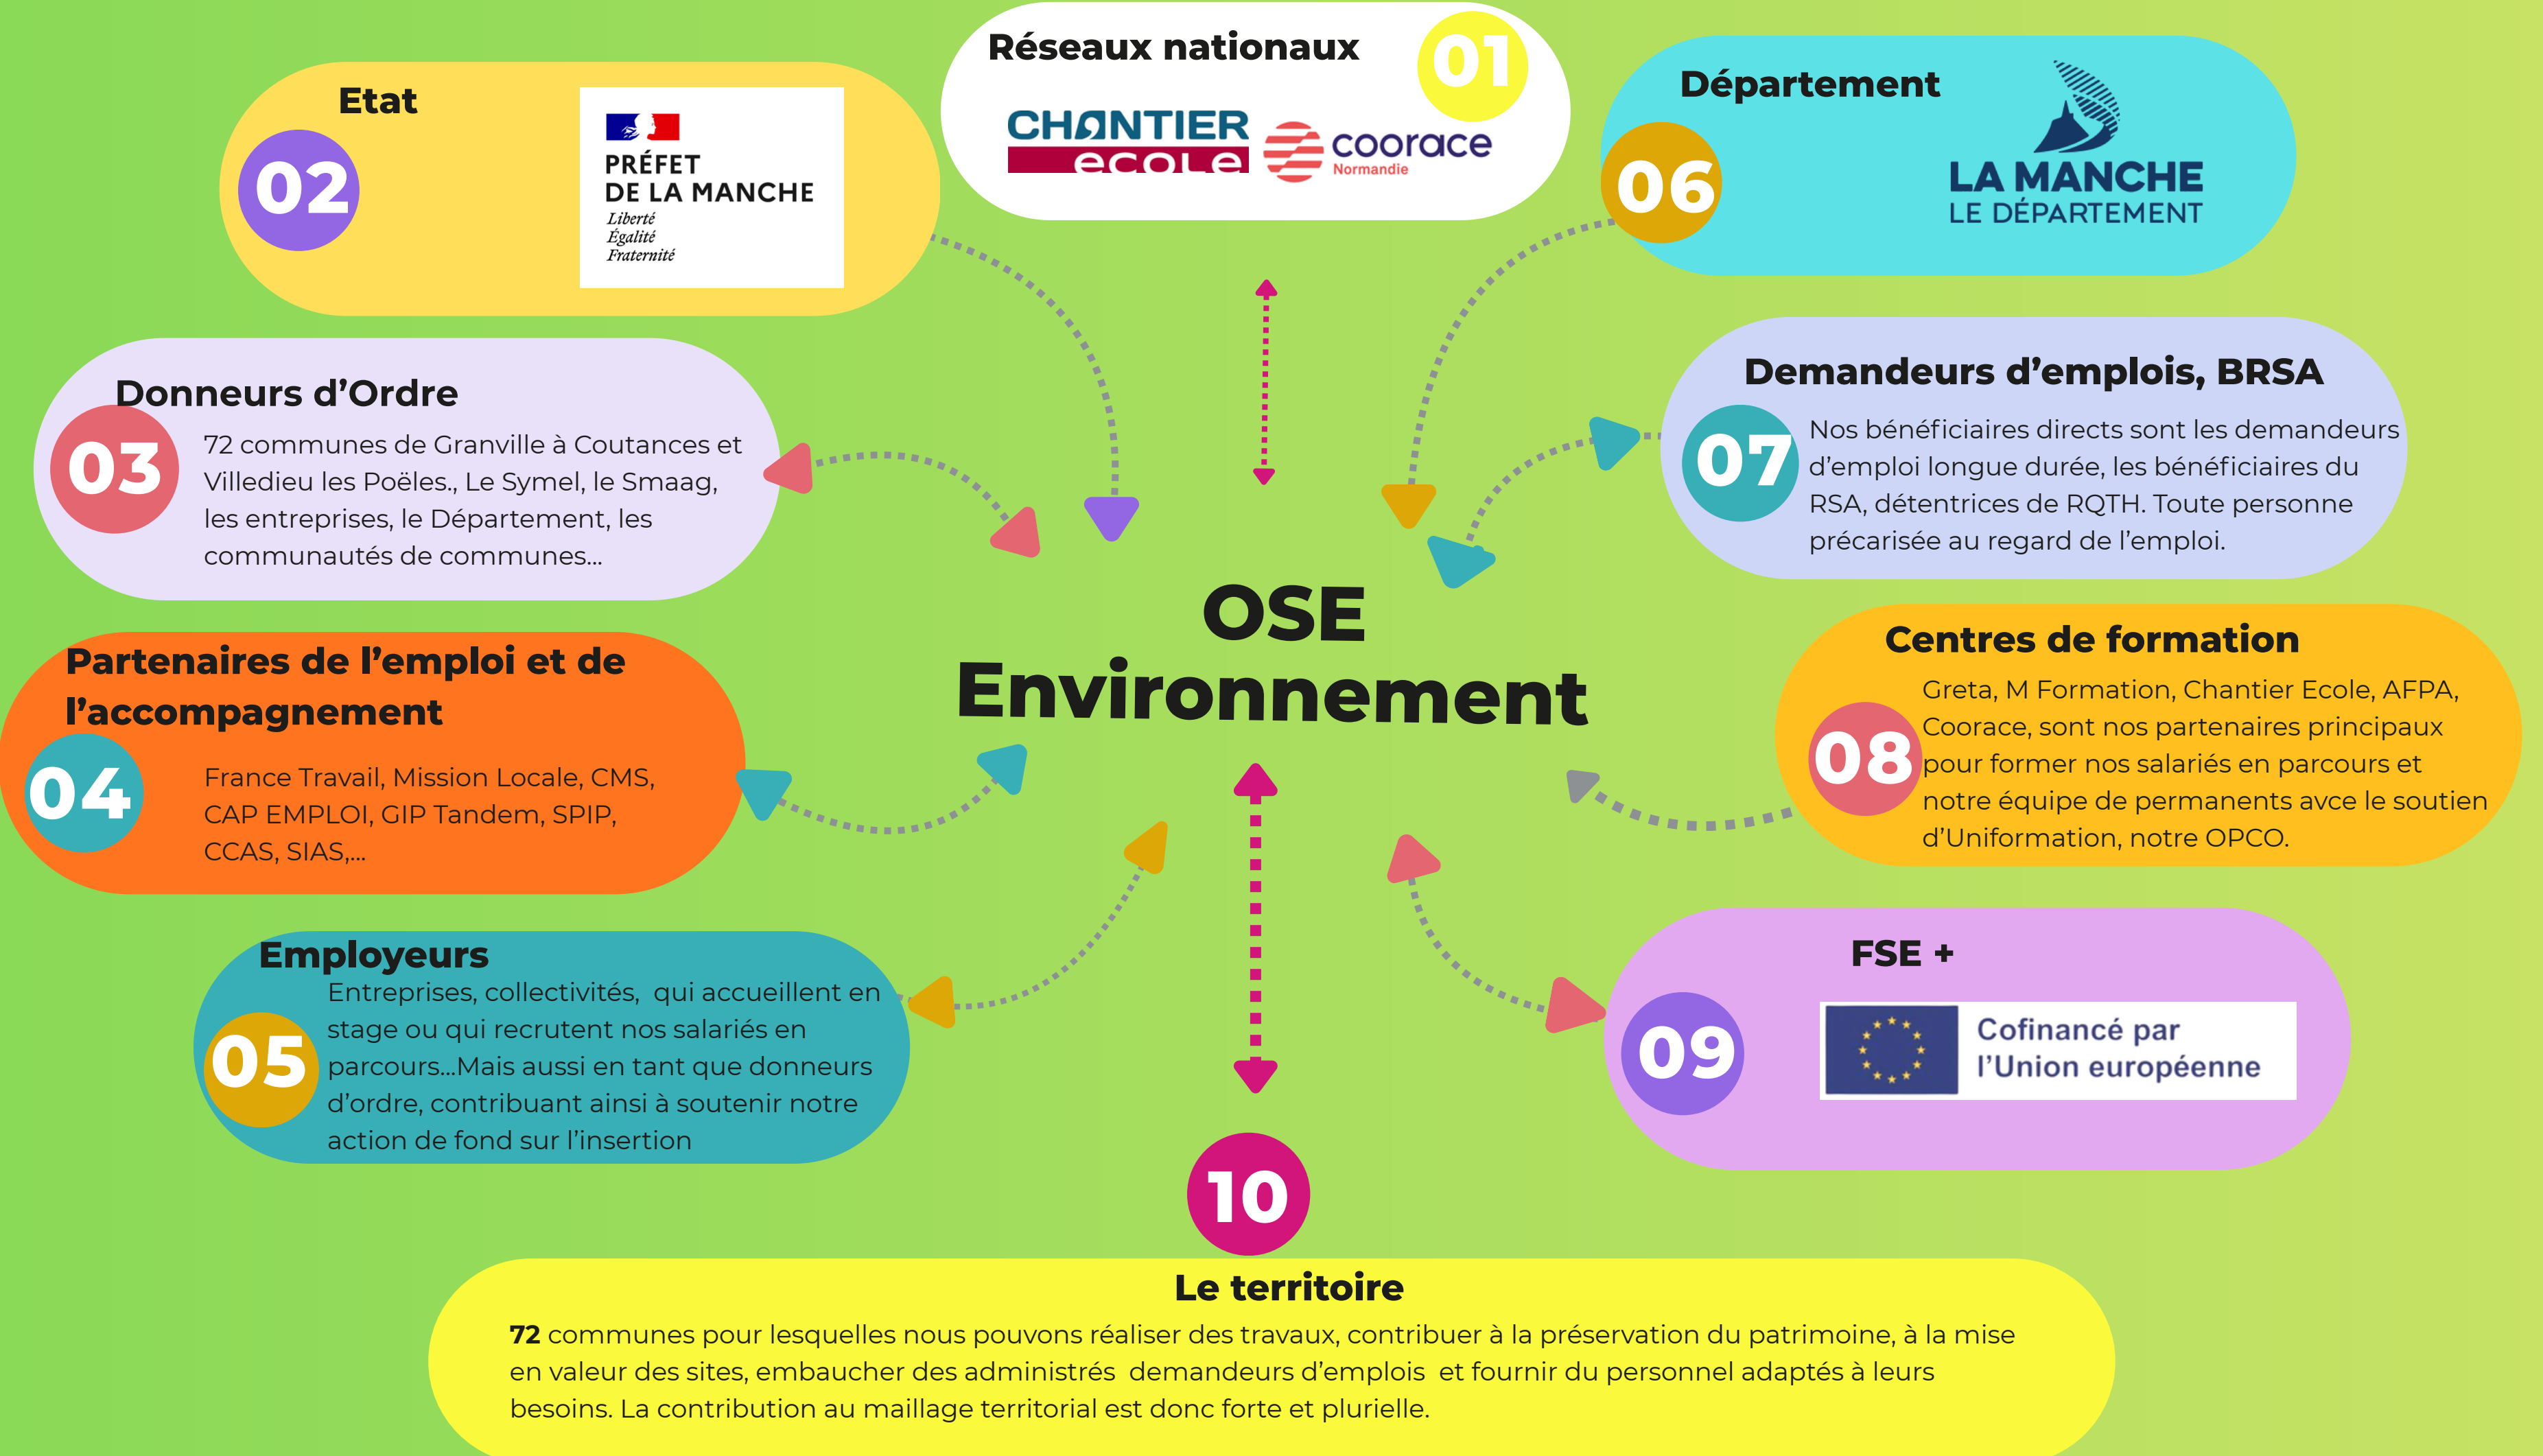 Réseaux nationaux
01
CHANTIER
ecole
coorace
Normandie
Etat
02
PRÉFET
DE LA MANCHE
Liberté
Égalité
Fraternité
Donneurs d’Ordre
03
72 communes de Granville à Coutances et
Villedieu les Poëles., Le Symel, le Smaag,
les entreprises, le Département, les
communautés de communes...
Partenaires de l’emploi et de
l’accompagnement
04
France Travail, Mission Locale, CMS,
CAP EMPLOI, GIP Tandem, SPIP,
CCAS, SIAS,...
Employeurs
05
Entreprises, collectivités,  qui accueillent en
stage ou qui recrutent nos salariés en
parcours...Mais aussi en tant que donneurs
d’ordre, contribuant ainsi à soutenir notre
action de fond sur l’insertion
OSE
Environnement
Département
06
LA MANCHE
LE DÉPARTEMENT
Demandeurs d’emplois, BRSA
07
Nos bénéficiaires directs sont les demandeurs
d’emploi longue durée, les bénéficiaires du
RSA, détentrices de RQTH. Toute personne
précarisée au regard de l’emploi.
Centres de formation
08
Greta, M Formation, Chantier Ecole, AFPA,
Coorace, sont nos partenaires principaux
pour former nos salariés en parcours et
notre équipe de permanents avce le soutien
d’Uniformation, notre OPCO.
FSE +
09
Cofinancé par
l’Union européenne
10
Le territoire
72 communes pour lesquelles nous pouvons réaliser des travaux, contribuer à la préservation du patrimoine, à la mise
en valeur des sites, embaucher des administrés  demandeurs d’emplois  et fournir du personnel adaptés à leurs
besoins. La contribution au maillage territorial est donc forte et plurielle.